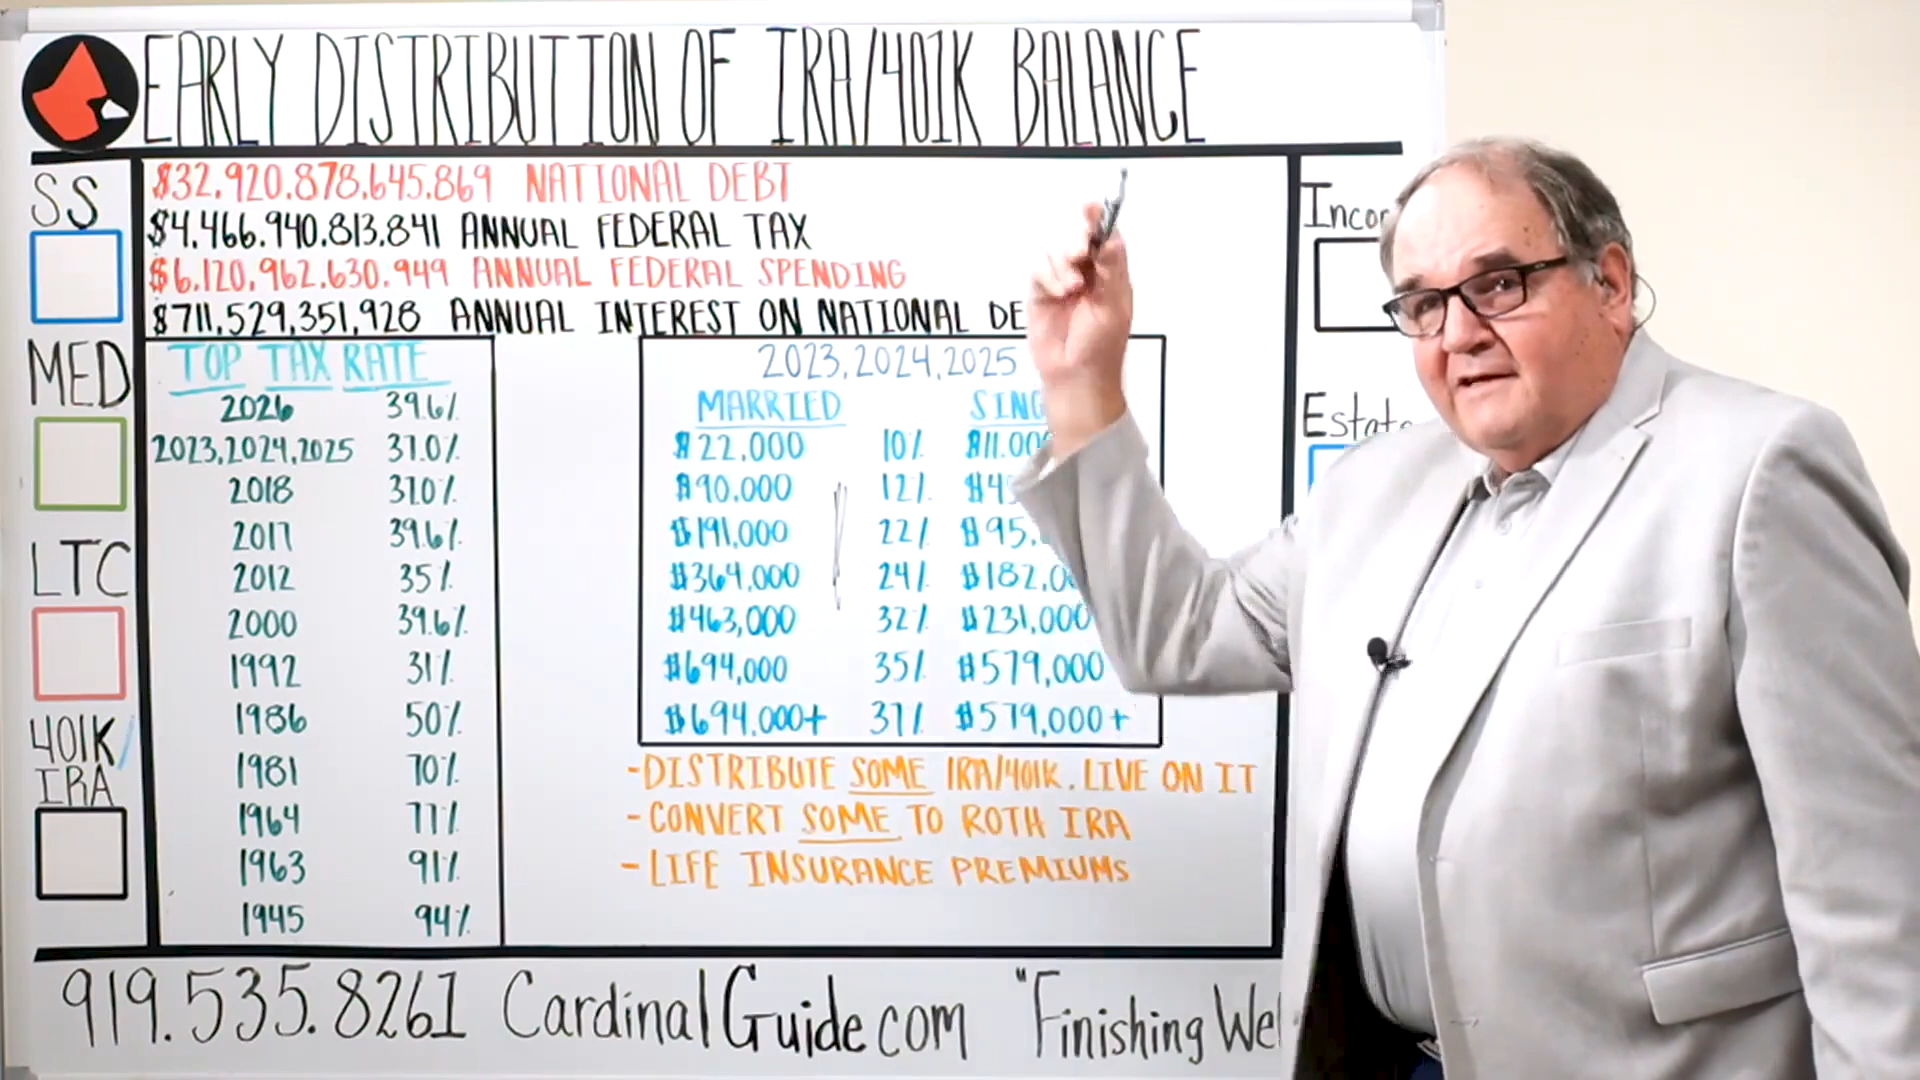 EARLY DISTRIBUTION OF IRA/401K BALANCE
SS
MED
LTC
401K/
IRA
$32.920.878.645.869 NATIONAL DEBT
$4.466.940.813.841 ANNUAL FEDERAL TAX
$6.120.962.630.949 ANNUAL FEDERAL SPENDING
$711,529,351,928 ANNUAL INTEREST ON NATIONAL DE
TOP TAX RATE
2026 39.6%
2023,2024,2025 37.0%
2018 37.0%
2017 39.6%
2012 35%
2000 39.6%
1992 31%
1986 50%
1981 70%
1964 77%
1963 91%
1945 94%
2023,2024,2025
MARRIED SING
$22,000 10% $11.00
$90.000 12% $4
$191,000 22% $95.
$364,000 24% $182,0
$463,000 32% $231,000
$694,000 35% $579,000
$694,000+ 37% $579,000+
-DISTRIBUTE SOME IRA/401K. LIVE ON IT
-CONVERT SOME TO ROTH IRA
-LIFE INSURANCE PREMIUMS
Incor
Estate
919.535.8261 CardinalGuide.com "Finishing Wel